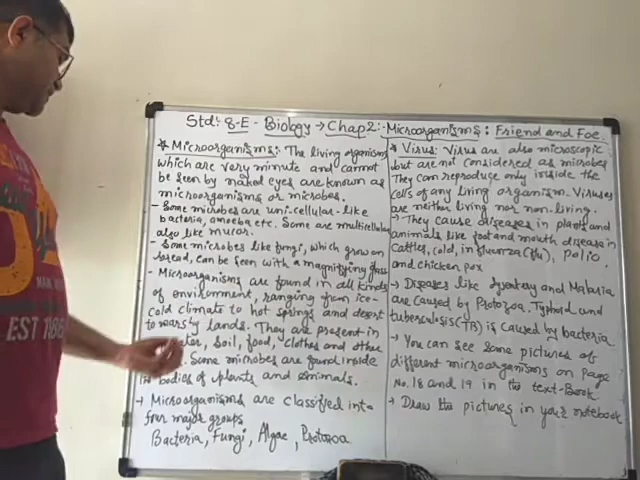 Std: 8-E - Biology → Chap2:- Microorganisms: Friend and Foe
* Microorganisms: The living organism
which are very minute and cannot
be seen by naked eyes are known as
microorganisms or microbes.
- Some microbes are uni-cellular-like
bacteria, amoeba etc. Some are multicellular
also like mucor.
- Some microbes like fungi, which grow on
bread, can be seen with a magnifying glass
- Microorganisms are found in all kinds
of environment, ranging from ice-
cold climate to hot springs and desert
to lands. They are present in
water, soil, food, clothes and other
Some microbes are found inside
bodies of plants and animals.
→ Microorganisms are classified into
four major groups
Bacteria, Fungi, Algae, Protozoa
* Virus: Virus are also microscopic
but are not considered as microbes
They can reproduce only inside the
cells of any living organism. Viruses
are neither living nor non-living.
→ They cause diseases in plants and
animals like foot and mouth disease in
Cattles, cold, influenza (flu), Polio
and chicken pox
→ Diseases like dysentery and Malaria
are caused by Protozoa. Typhoid and
tuberculosis (TB) is caused by bacteria
→ You can see some pictures of
different microorganisms on page
No. 18 and 19 in the text-Book.
→ Draw the pictures in your notebook
EST 1986